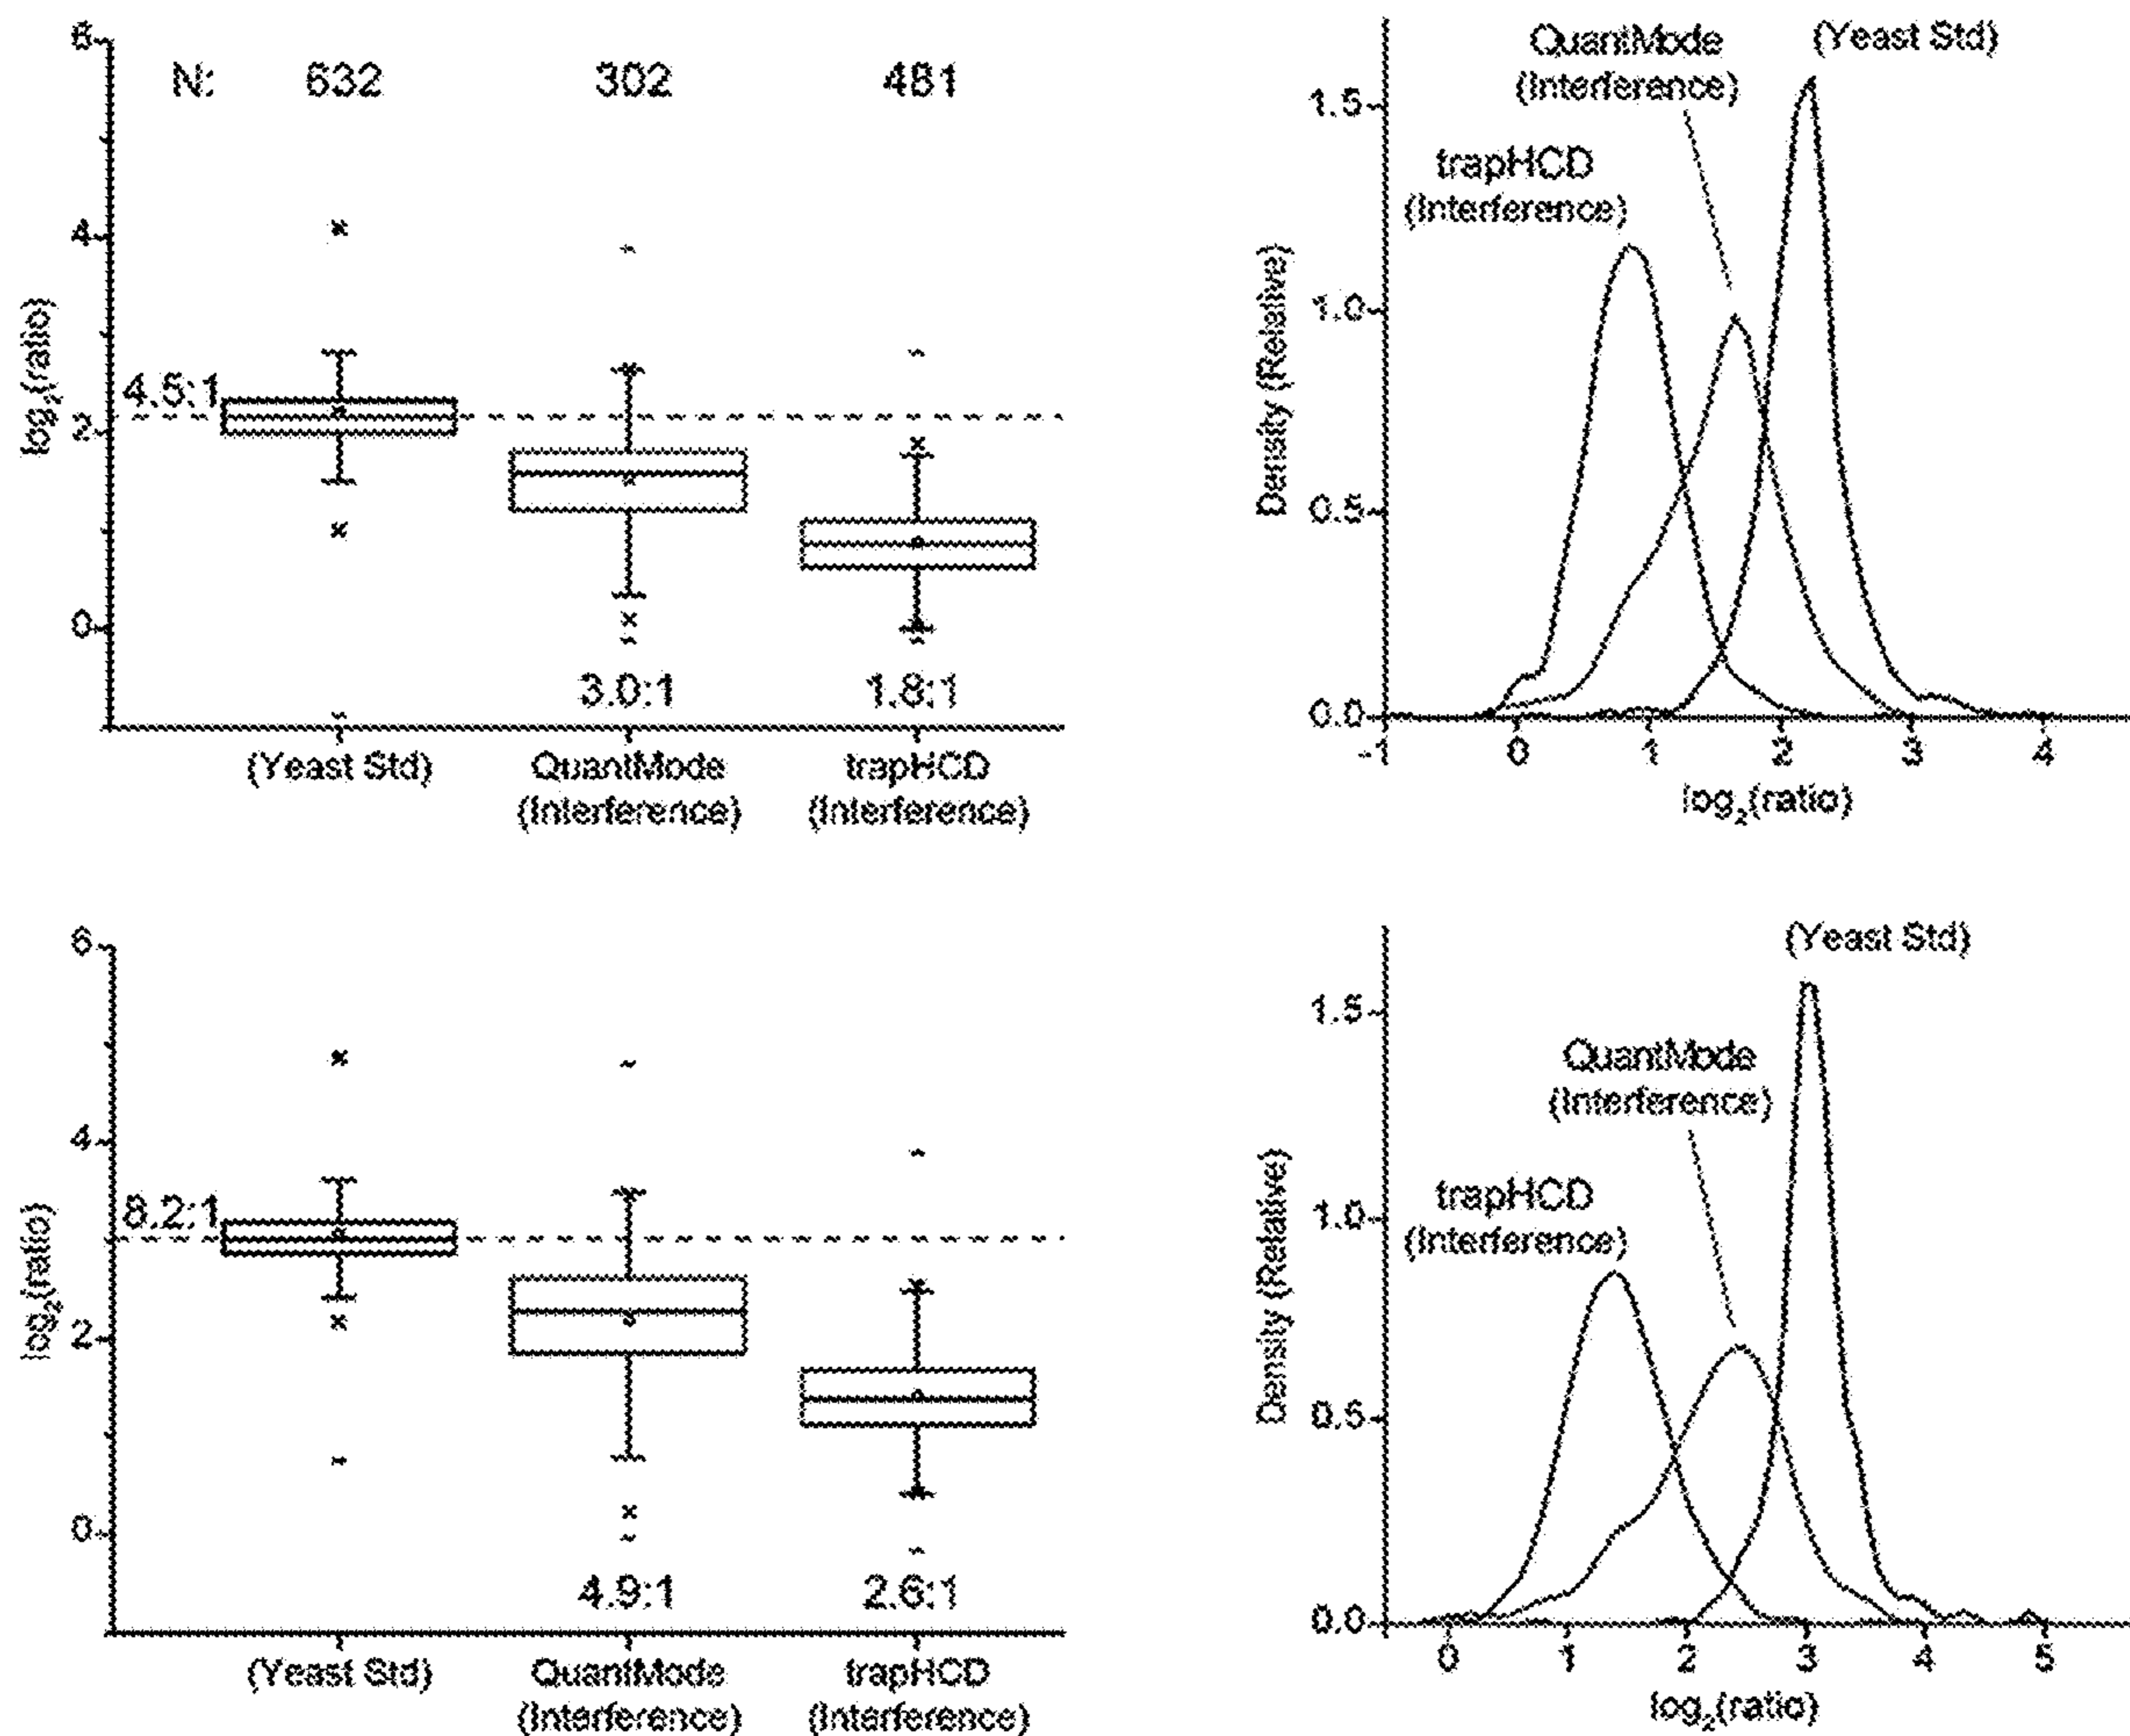 6
N: 632 302 481
4
log2(ratio)
4.5:1
2
0
3.0:1 1.8:1
(Yeast Std) QuantMode trapHCD
(Interference) (Interference)
QuantMode (Yeast Std)
(Interference)
1.5
trapHCD
(Interference)
Density (Relative)
1.0
0.5
0.0
-1 0 1 2 3 4
log2(ratio)
6
4
log2(ratio)
8.2:1
2
0
4.9:1 2.6:1
(Yeast Std) QuantMode trapHCD
(Interference) (Interference)
(Yeast Std)
1.5
QuantMode
(Interference)
trapHCD
(Interference)
Density (Relative)
1.0
0.5
0.0
0 1 2 3 4 5
log2(ratio)